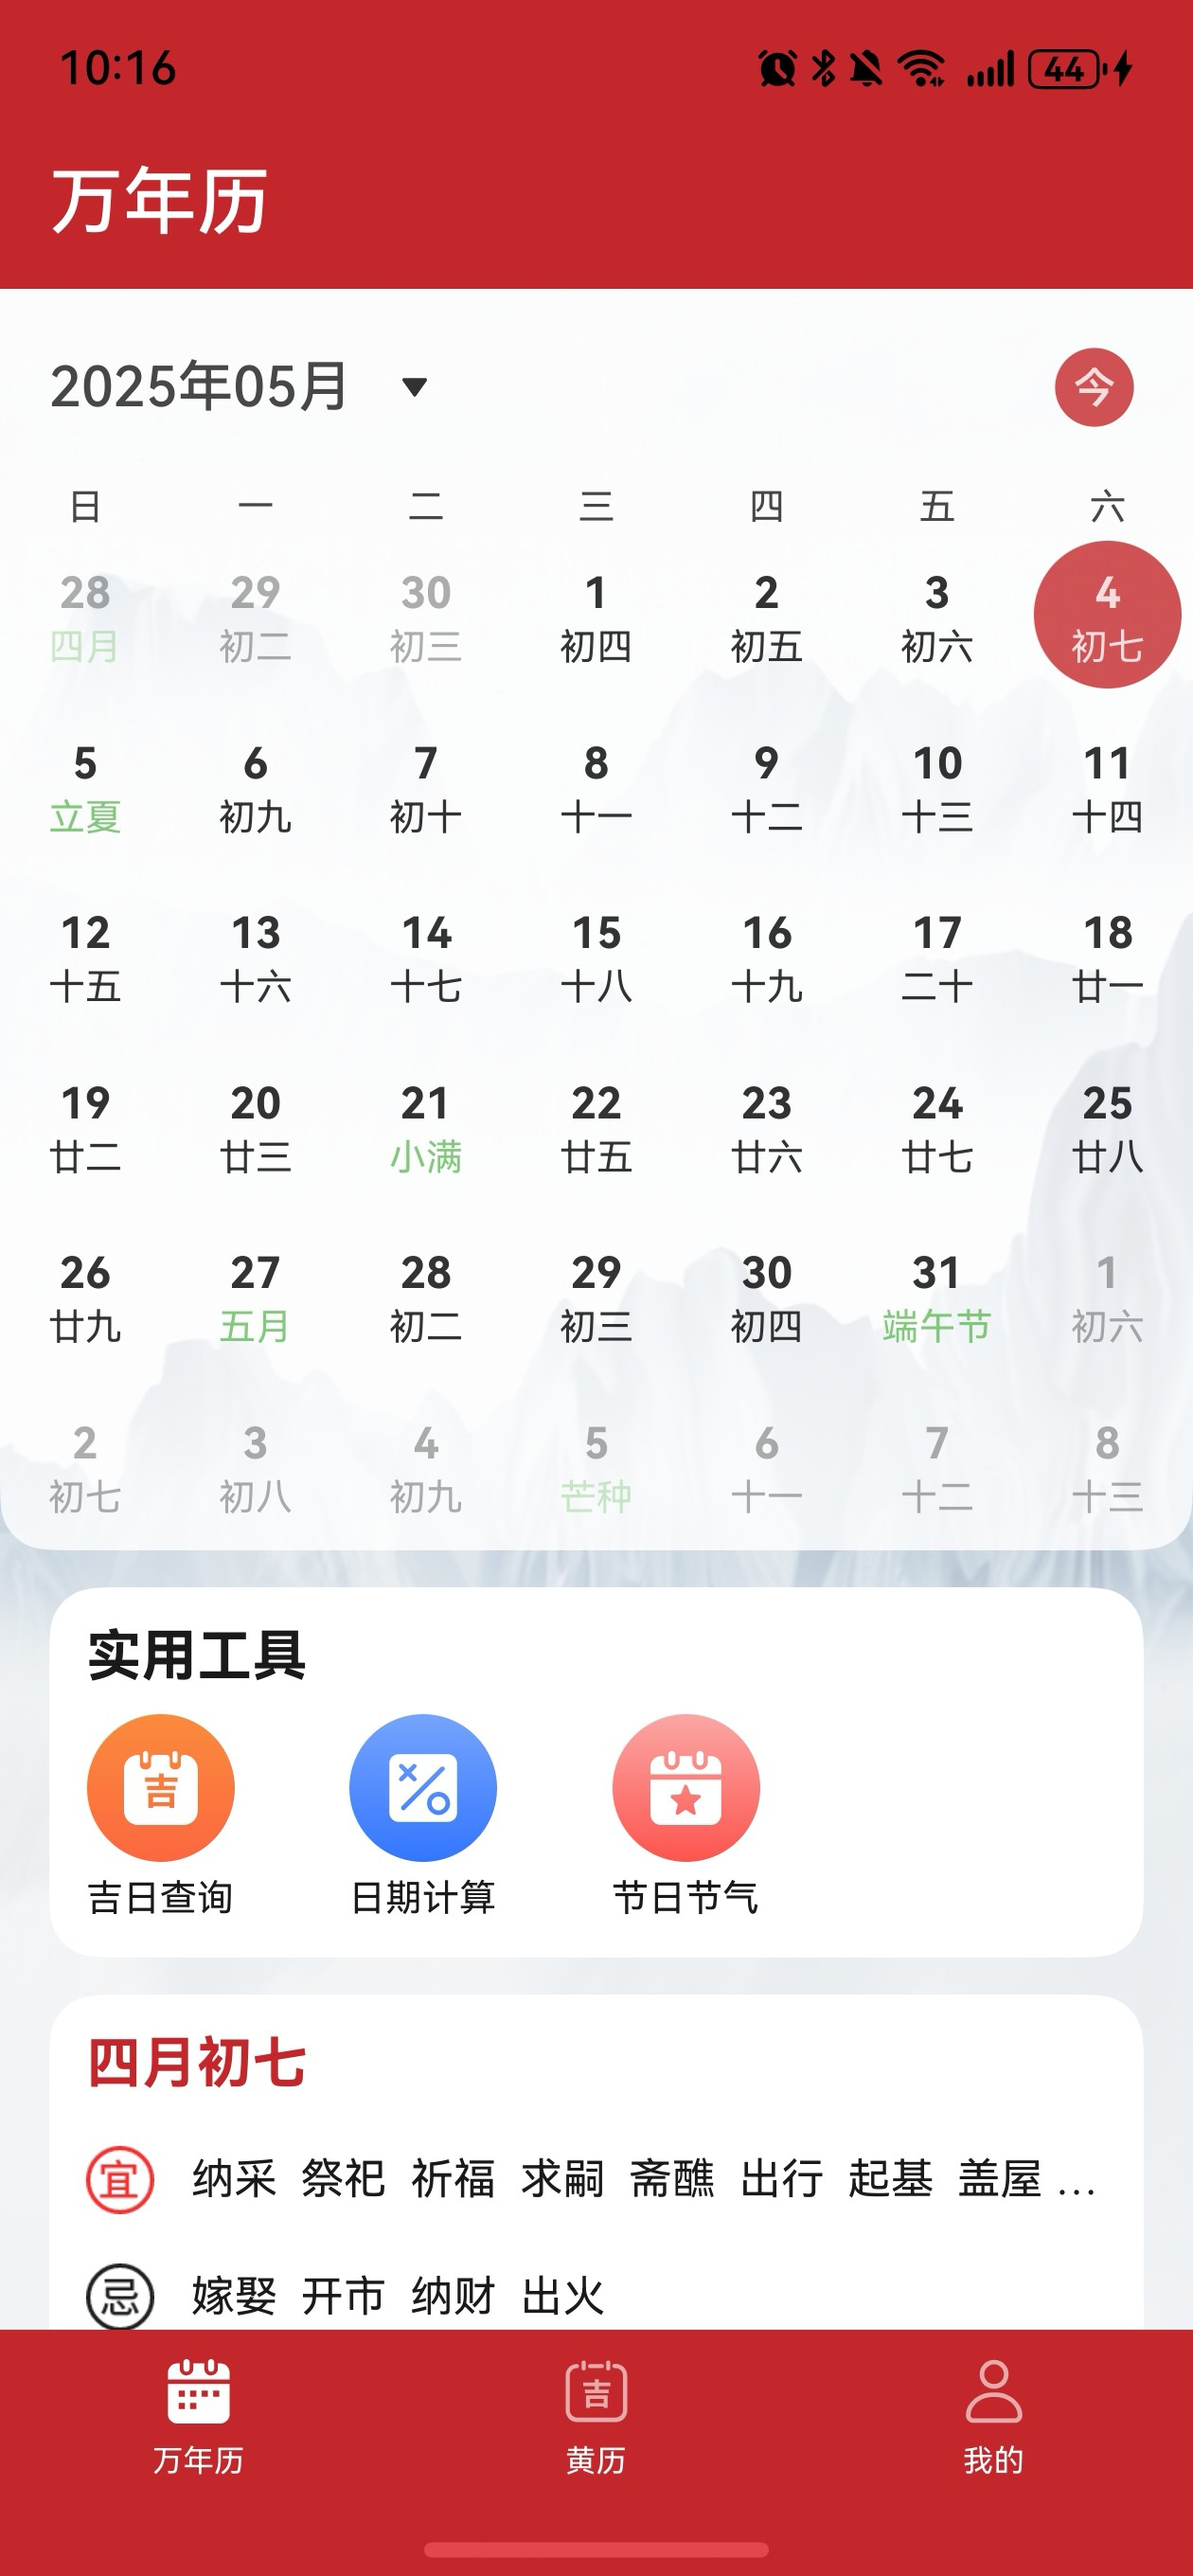 10:16 44
万年历
2025年05月 今
日 一 二 三 四 五 六
28 29 30 1 2 3 4
四月 初二 初三 初四 初五 初六 初七
5 6 7 8 9 10 11
立夏 初九 初十 十一 十二 十三 十四
12 13 14 15 16 17 18
十五 十六 十七 十八 十九 二十 廿一
19 20 21 22 23 24 25
廿二 廿三 小满 廿五 廿六 廿七 廿八
26 27 28 29 30 31 1
廿九 五月 初二 初三 初四 端午节 初六
2 3 4 5 6 7 8
初七 初八 初九 芒种 十一 十二 十三
实用工具
吉
吉日查询 日期计算 节日节气
四月初七
宜 纳采 祭祀 祈福 求嗣 斋醮 出行 起基 盖屋 ...
忌 嫁娶 开市 纳财 出火
吉
万年历 黄历 我的